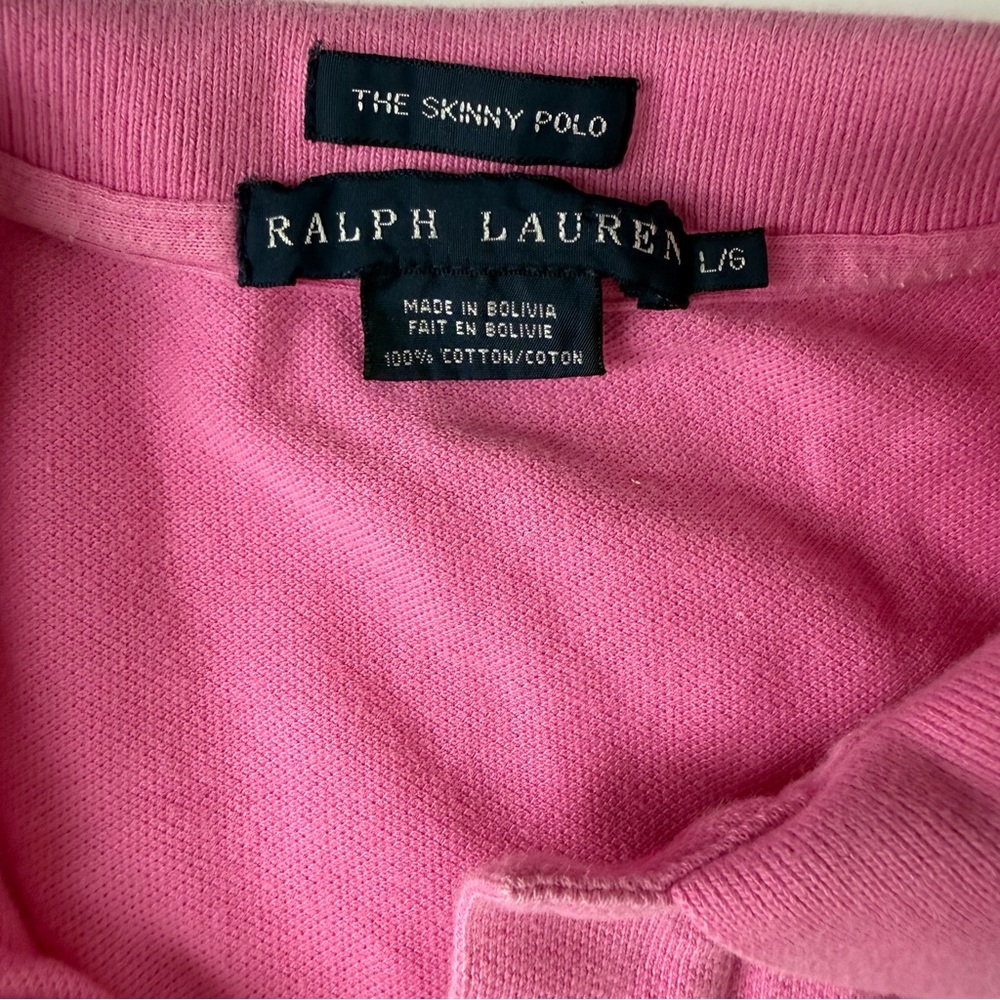 THE SKINNY POLO
RALPH LAUREN
L/G
MADE IN BOLIVIA
FAIT EN BOLIVIE
100% COTTON/COTON